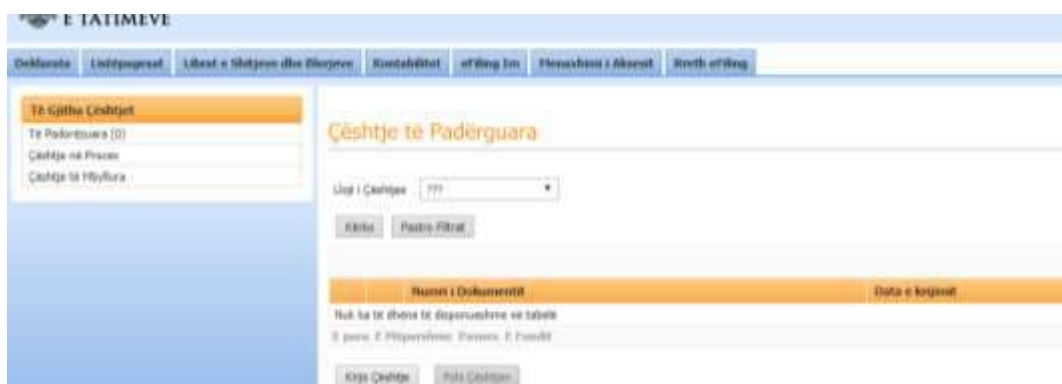 E TATIMEVE
Deklarata Listëpagesat Librat e Shitjeve dhe Blerjeve Kontabilitet eFiling Im Menaxhimi i Aksesit Rreth eFiling
Të Gjitha Çështjet
Të Padërguara (0)
Çështje në Proces
Çështje të Mbyllura
Çështje të Padërguara
Lloji i Çështjes ???
Kërko Pastro Filtrat
Numri i Dokumentit Data e krijimit
Nuk ka të dhëna të disponueshme në tabelë
E para E Mëparshme Pasuese E Fundit
Krijo Çështje Fshi Çështjen